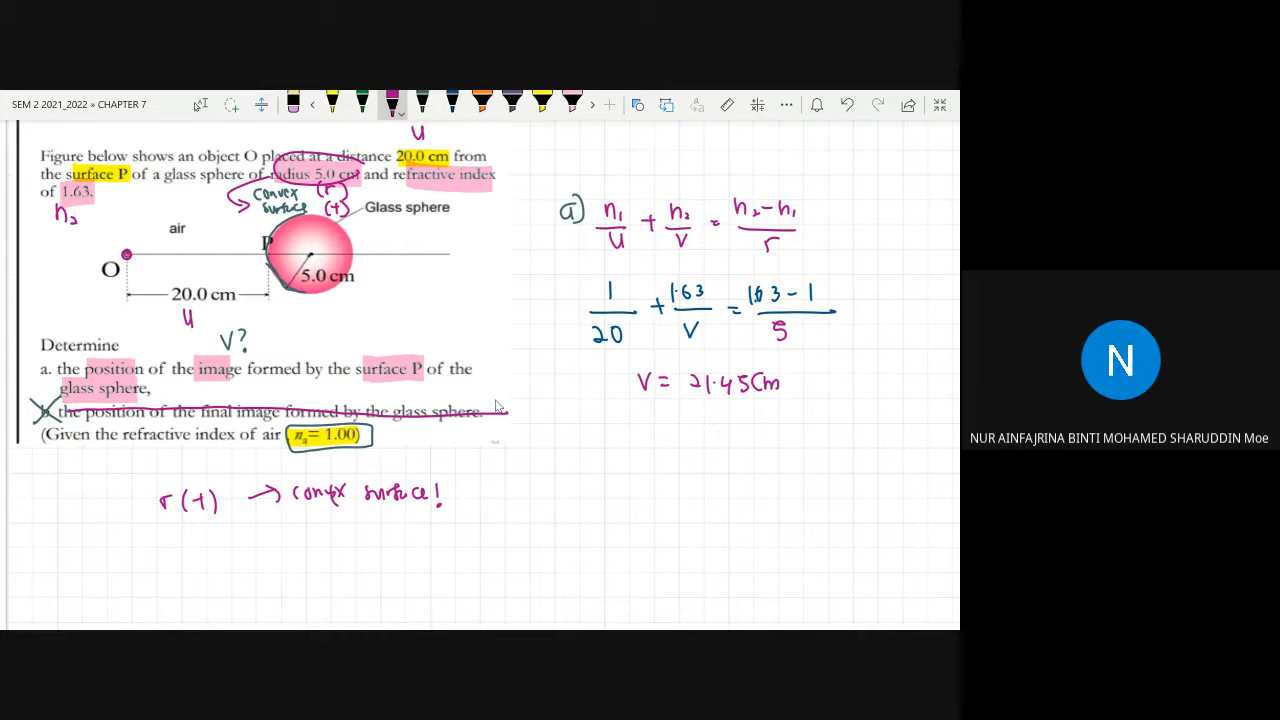 SEM 2 2021_2022 » CHAPTER 7
u
Figure below shows an object O placed at a distance 20.0 cm from
the surface P of a glass sphere of radius 5.0 cm and refractive index
of 1.63.
n₂
convex
surface
(r)
(+)
Glass sphere
air
P
O
5.0 cm
20.0 cm
u
v?
Determine
a. the position of the image formed by the surface P of the
glass sphere,
b. the position of the final image formed by the glass sphere.
(Given the refractive index of air nₐ = 1.00)
r (+) → convex surface!
a) n₁/u + n₂/v = n₂-n₁/r
1/20 + 1.63/v = 1.63 - 1/5
v = 21.45cm
N
NUR AINFAJRINA BINTI MOHAMED SHARUDDIN Moe